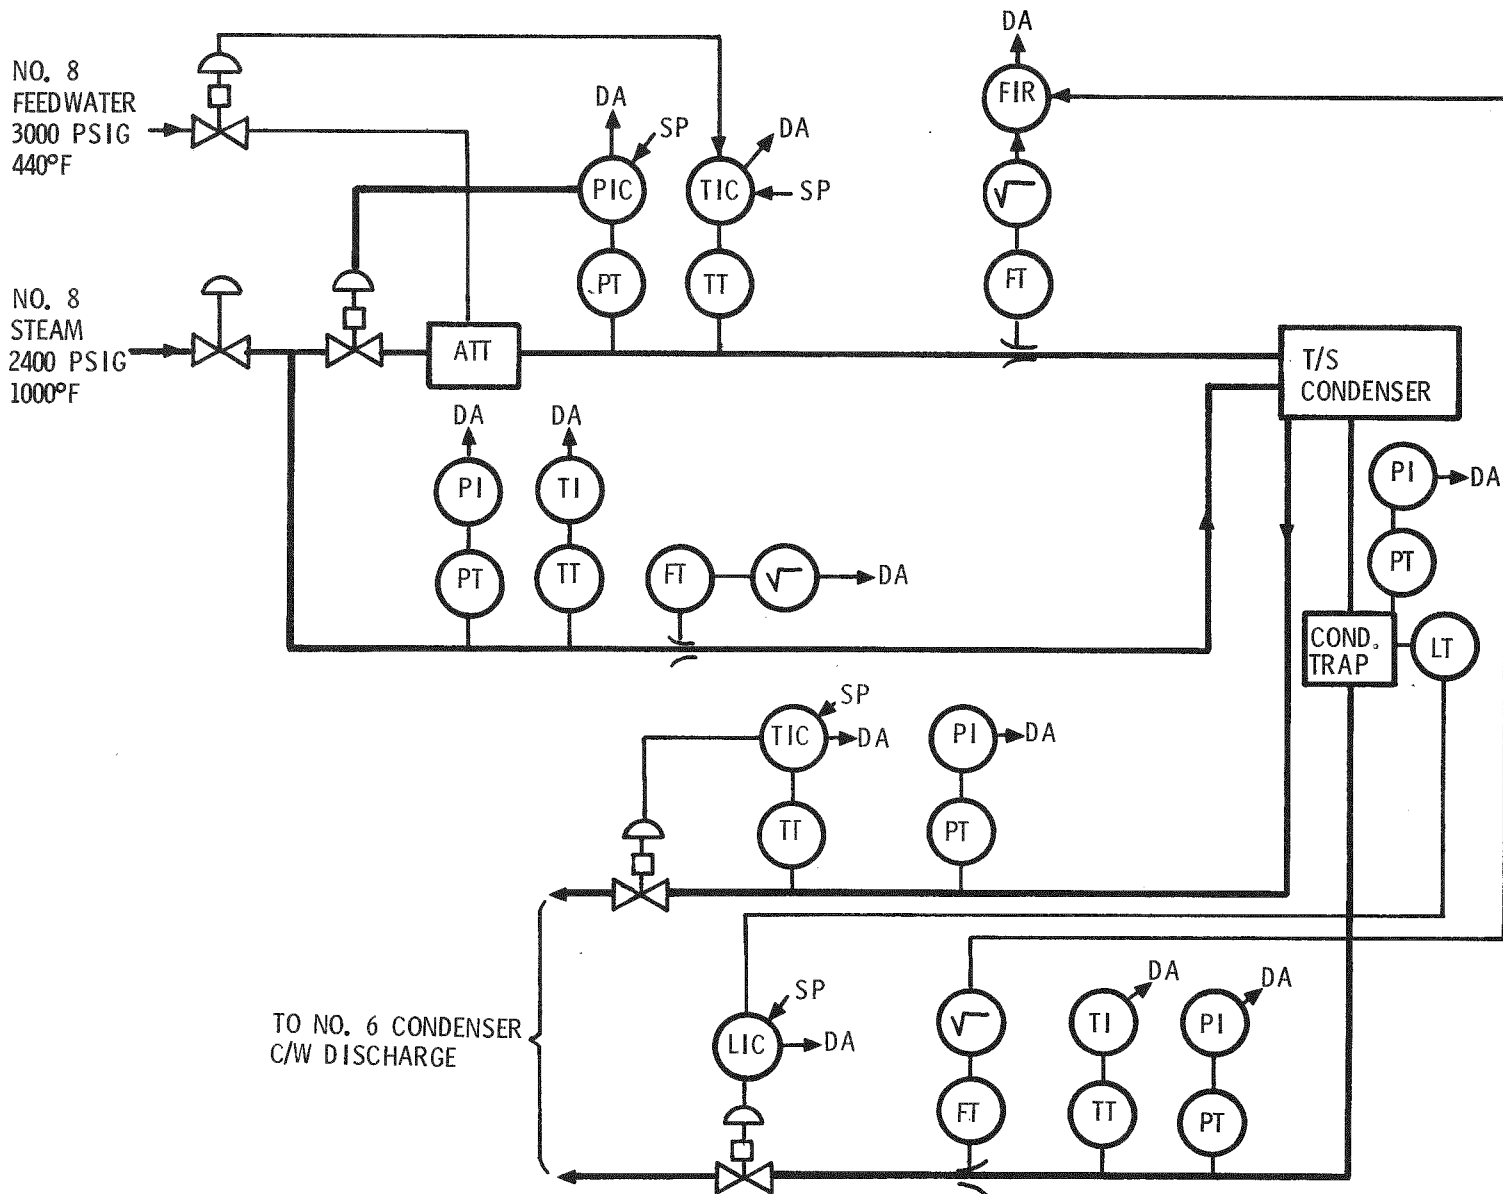 DA
NO. 8
FEEDWATER
3000 PSIG
440°F
FIR
DA
SP
DA
PIC
TIC
SP
√
PT
TT
FT
NO. 8
STEAM
2400 PSIG
1000°F
ATT
T/S
CONDENSER
DA
DA
PI
TI
PI
DA
PT
TT
FT
√
DA
PT
COND.
TRAP
LT
SP
TIC
DA
PI
DA
TT
PT
TO NO. 6 CONDENSER
C/W DISCHARGE
SP
LIC
DA
√
DA
TI
DA
PI
FT
TT
PT